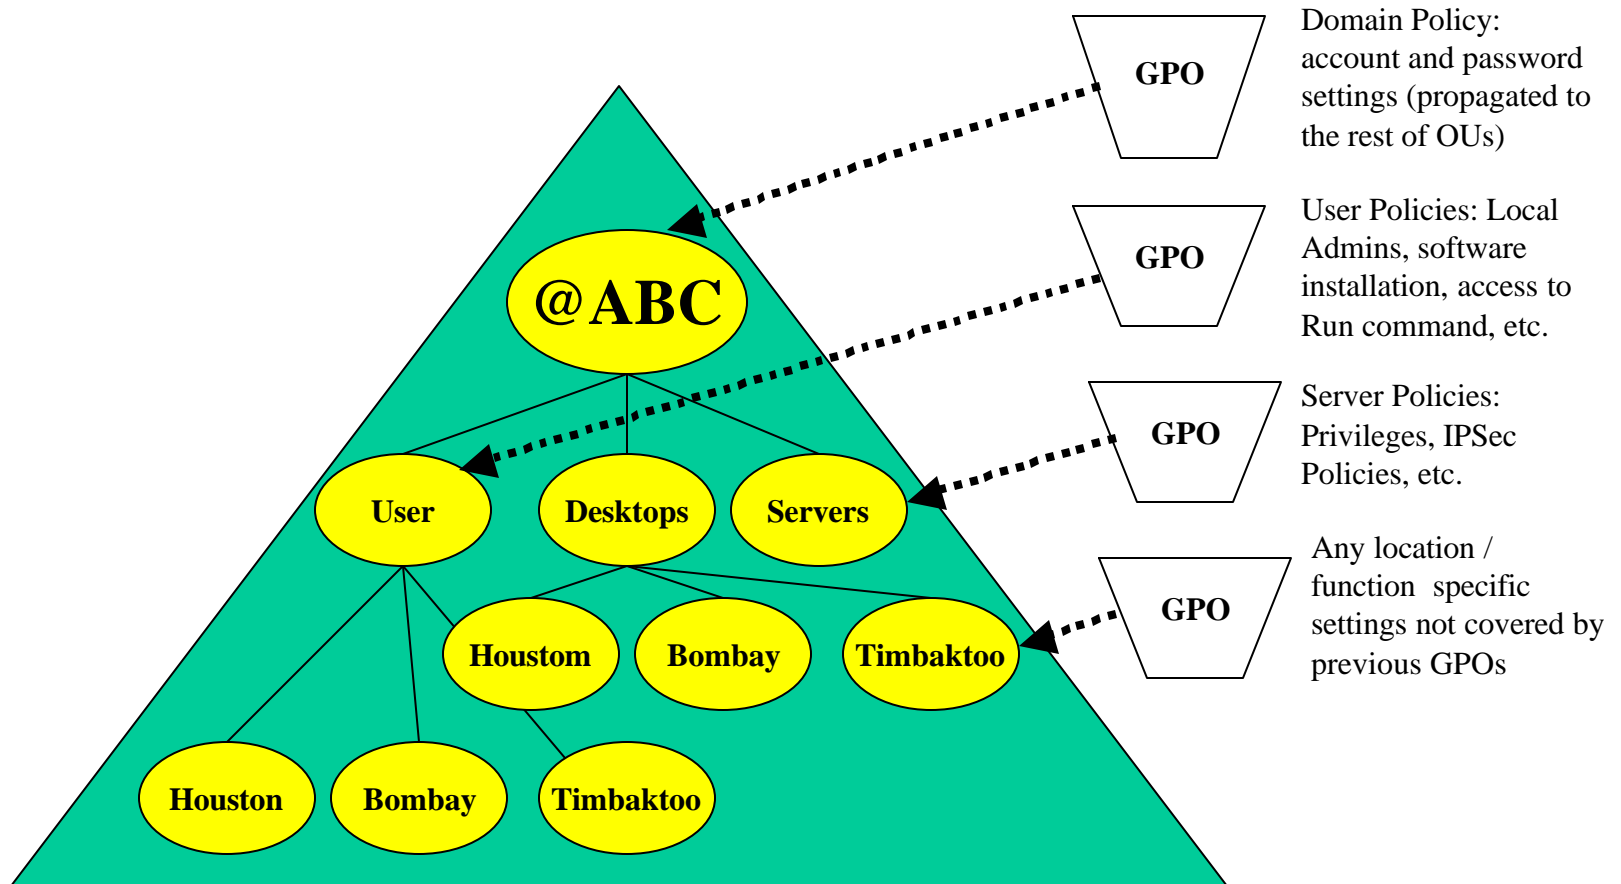 GPO
Domain Policy:
account and password
settings (propagated to
the rest of OUs)
GPO
User Policies: Local
Admins, software
installation, access to
Run command, etc.
@ABC
GPO
Server Policies:
Privileges, IPSec
Policies, etc.
User
Desktops
Servers
GPO
Any location /
function specific
settings not covered by
previous GPOs
Houstom
Bombay
Timbaktoo
Houston
Bombay
Timbaktoo